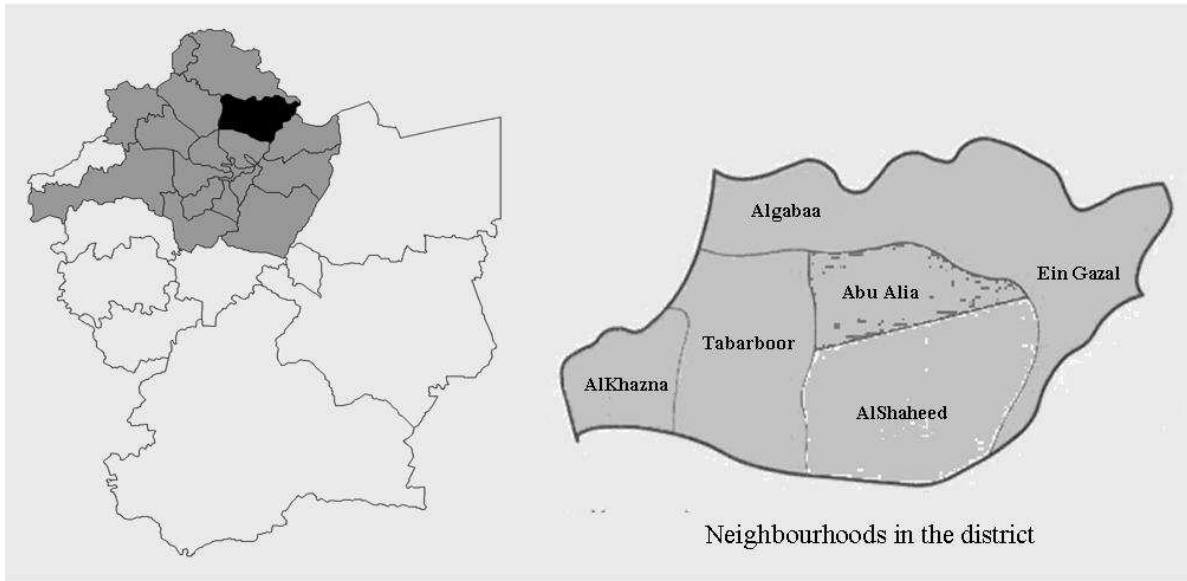 Algabaa
Ein Gazal
Abu Alia
Tabarboor
AlKhazna
AlShaheed
Neighbourhoods in the district